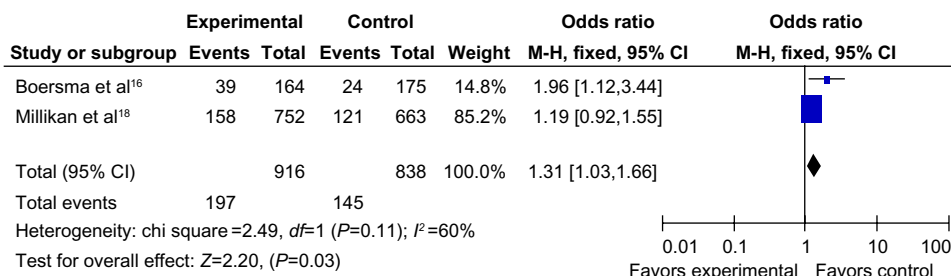 Experimental Control Odds ratio Odds ratio
Study or subgroup Events Total Events Total Weight M-H, fixed, 95% CI M-H, fixed, 95% CI
Boersma et al¹⁶ 39 164 24 175 14.8% 1.96 [1.12,3.44]
Millikan et al¹⁸ 158 752 121 663 85.2% 1.19 [0.92,1.55]
Total (95% CI) 916 838 100.0% 1.31 [1.03,1.66]
Total events 197 145
Heterogeneity: chi square=2.49, df=1 (P=0.11); I²=60%
Test for overall effect: Z=2.20, (P=0.03)
0.01 0.1 1 10 100
Favors experimental Favors control